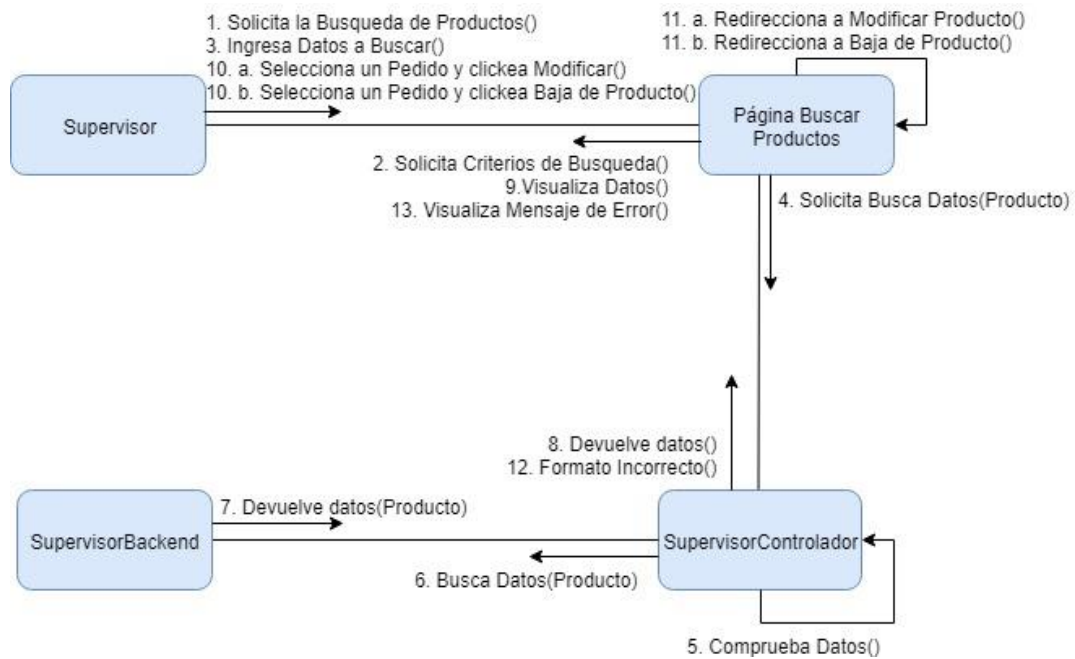 1. Solicita la Busqueda de Productos()
3. Ingresa Datos a Buscar()
10. a. Selecciona un Pedido y clickea Modificar()
10. b. Selecciona un Pedido y clickea Baja de Producto()
11. a. Redirecciona a Modificar Producto()
11. b. Redirecciona a Baja de Producto()
Supervisor
Página Buscar
Productos
2. Solicita Criterios de Busqueda()
9.Visualiza Datos()
13. Visualiza Mensaje de Error()
4. Solicita Busca Datos(Producto)
8. Devuelve datos()
12. Formato Incorrecto()
7. Devuelve datos(Producto)
SupervisorBackend
SupervisorControlador
6. Busca Datos(Producto)
5. Comprueba Datos()